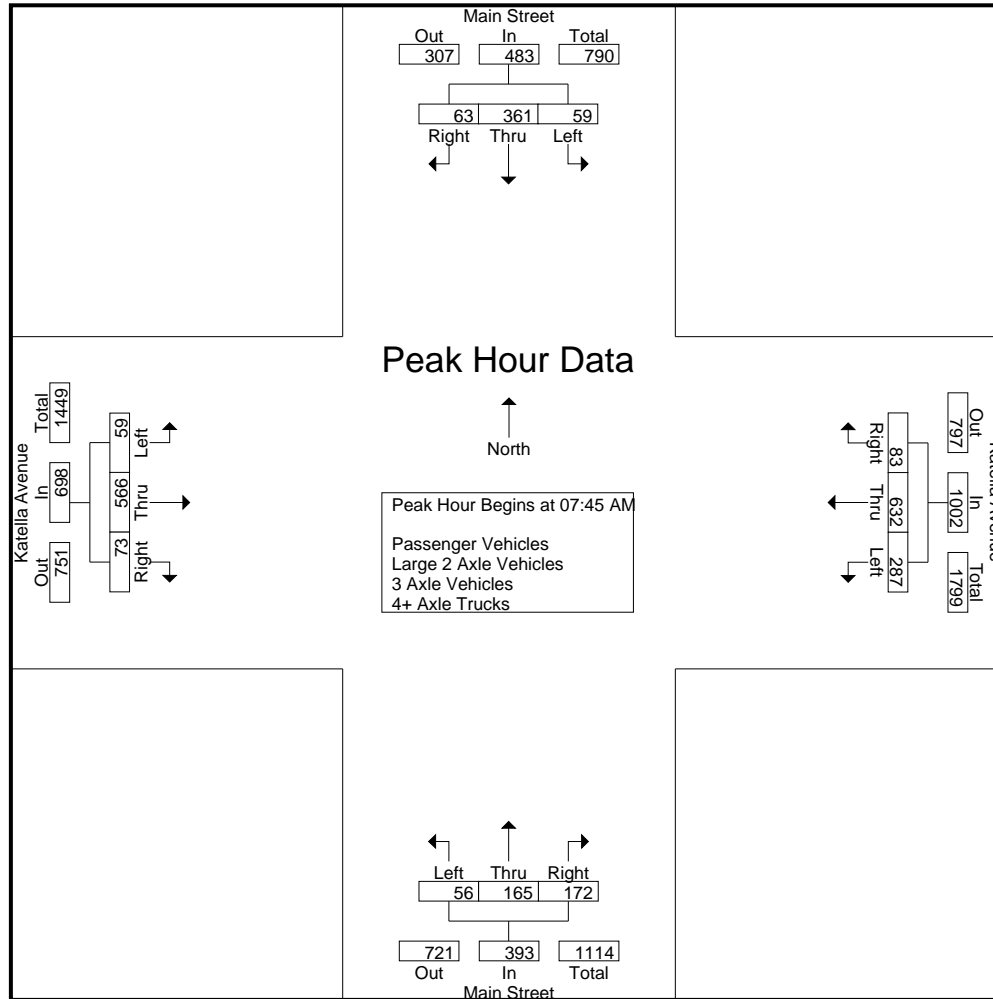 Main Street
Out In Total
307 483 790
63 361 59
Right Thru Left
Peak Hour Data
North
Peak Hour Begins at 07:45 AM
Passenger Vehicles
Large 2 Axle Vehicles
3 Axle Vehicles
4+ Axle Trucks
Katella Avenue
Total In Out
1449 698 751
59 566 73
Left Thru Right
Out In Total
797 1002 1799
83 632 287
Right Thru Left
Left Thru Right
56 165 172
721 393 1114
Out In Total
Main Street